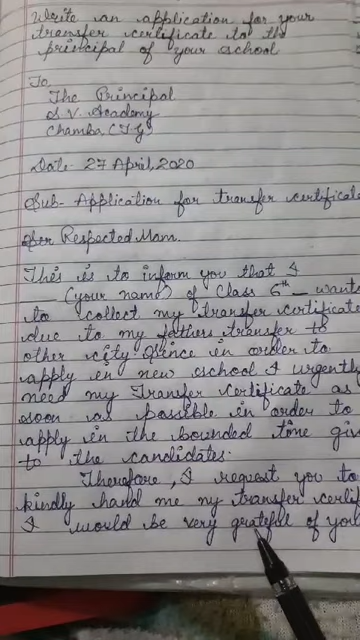 Write an application for your
transfer certificate to the
principal of your school
To
The Principal
S.V. Academy
Chamba (T.G)
Date- 27 April, 2020
Sub- Application for transfer certificate
Respected Mam.
This is to inform you that I
(your name) of Class 6th wants
to collect my transfer certificate
due to my fathers transfer to
other city. Since in order to
apply in new school I urgently
need my Transfer certificate as
soon as possible in order to
apply in the bounded time giv
to the candidates.
Therefore, I request you to
kindly hand me my transfer certif
I would be very grateful of you